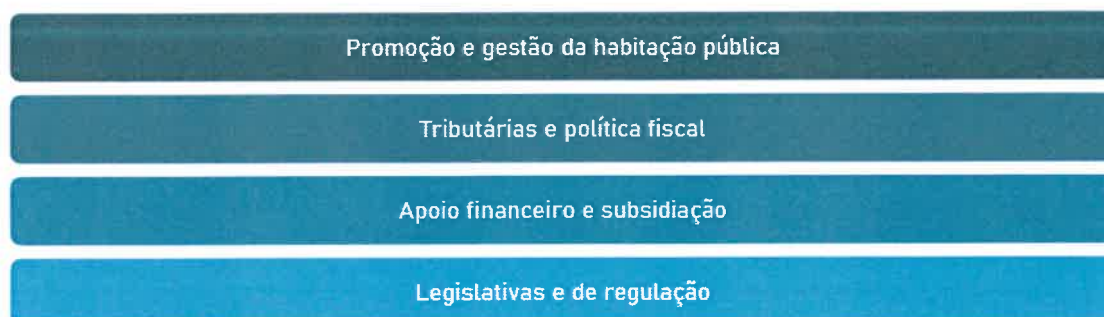 Promoção e gestão da habitação pública
Tributárias e política fiscal
Apoio financeiro e subsidiação
Legislativas e de regulação